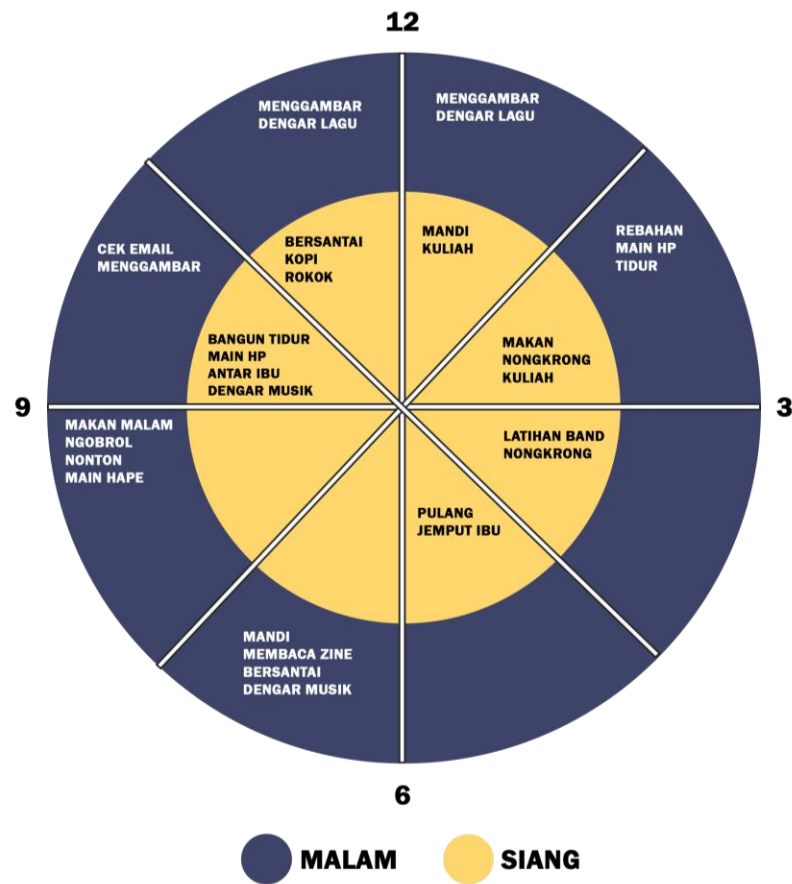 12
MENGGAMBAR
DENGAR LAGU
MENGGAMBAR
DENGAR LAGU
CEK EMAIL
MENGGAMBAR
BERSANTAI
KOPI
ROKOK
MANDI
KULIAH
REBAHAN
MAIN HP
TIDUR
BANGUN TIDUR
MAIN HP
ANTAR IBU
DENGAR MUSIK
MAKAN
NONGKRONG
KULIAH
9
3
MAKAN MALAM
NGOBROL
NONTON
MAIN HAPE
LATIHAN BAND
NONGKRONG
PULANG
JEMPUT IBU
MANDI
MEMBACA ZINE
BERSANTAI
DENGAR MUSIK
6
MALAM
SIANG